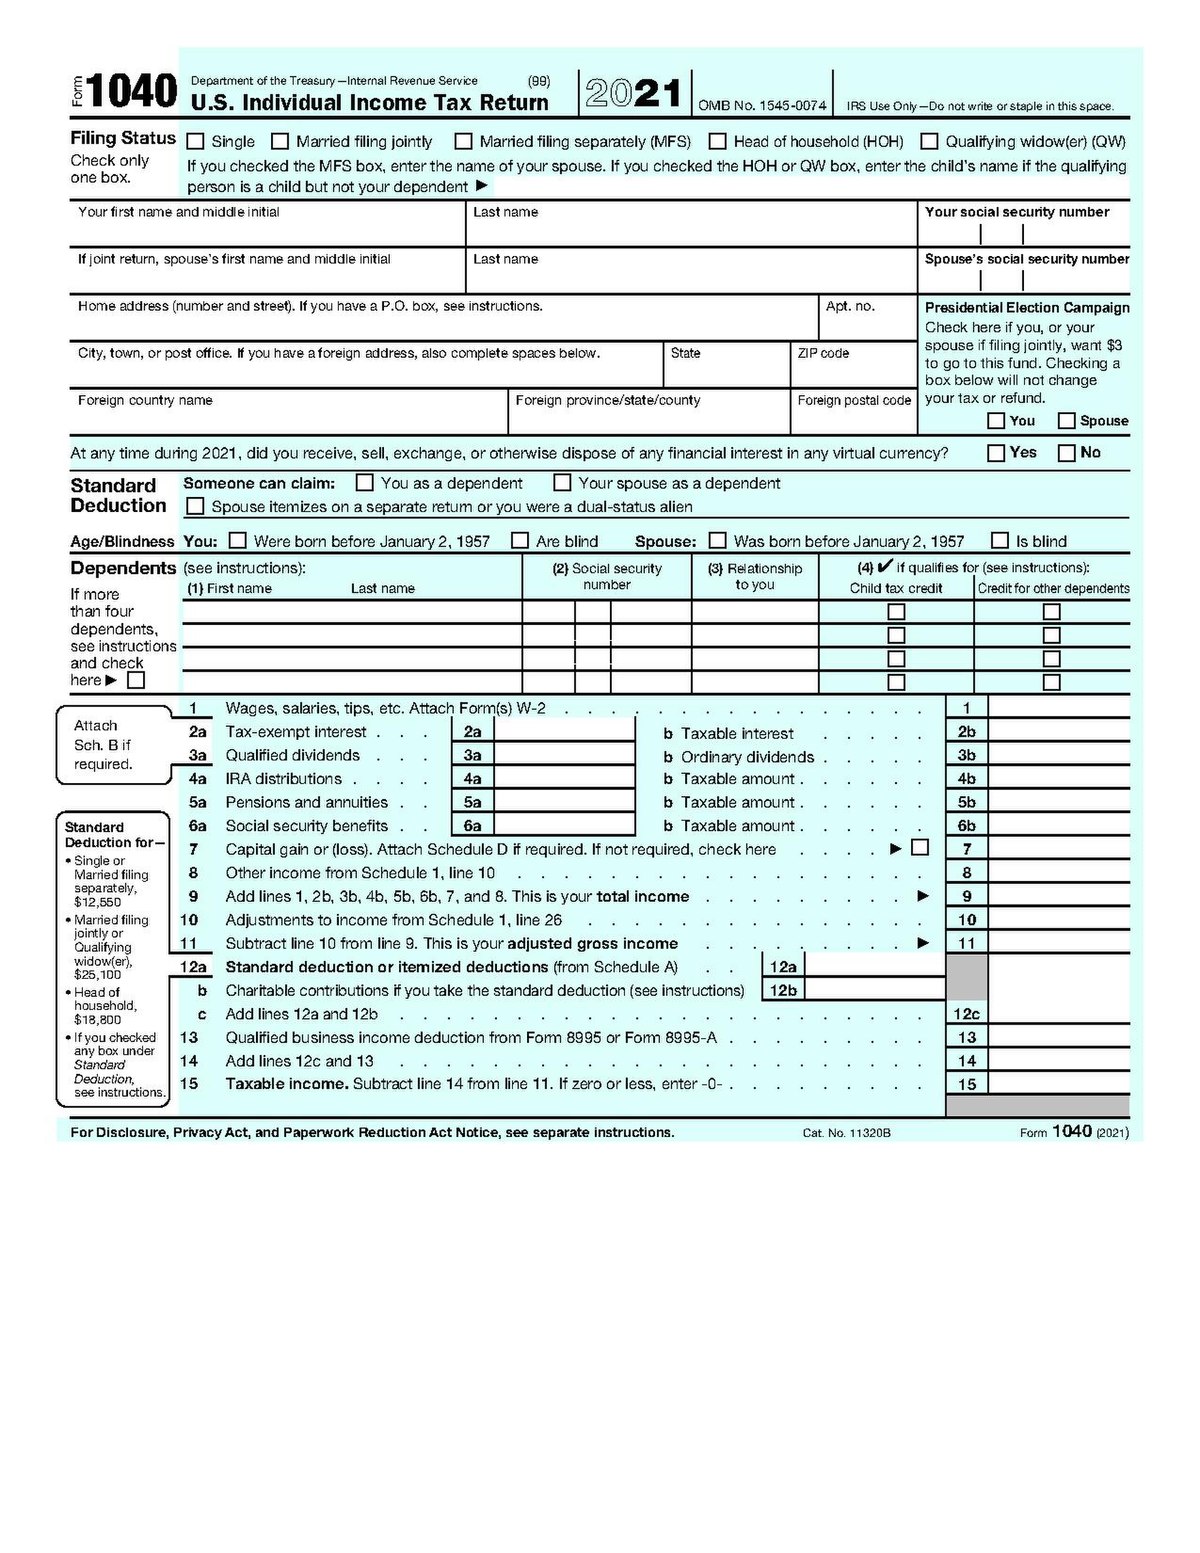 Form 1040 Department of the Treasury—Internal Revenue Service (99) 2021 OMB No. 1545-0074 IRS Use Only—Do not write or staple in this space.
U.S. Individual Income Tax Return
Filing Status Single Married filing jointly Married filing separately (MFS) Head of household (HOH) Qualifying widow(er) (QW)
Check only
one box.
If you checked the MFS box, enter the name of your spouse. If you checked the HOH or QW box, enter the child's name if the qualifying
person is a child but not your dependent ▶
Your first name and middle initial Last name Your social security number
If joint return, spouse's first name and middle initial Last name Spouse's social security number
Home address (number and street). If you have a P.O. box, see instructions. Apt. no.
City, town, or post office. If you have a foreign address, also complete spaces below. State ZIP code
Foreign country name Foreign province/state/county Foreign postal code
Presidential Election Campaign
Check here if you, or your
spouse if filing jointly, want $3
to go to this fund. Checking a
box below will not change
your tax or refund.
You Spouse
At any time during 2021, did you receive, sell, exchange, or otherwise dispose of any financial interest in any virtual currency? Yes No
Standard
Deduction
Someone can claim: You as a dependent Your spouse as a dependent
Spouse itemizes on a separate return or you were a dual-status alien
Age/Blindness You: Were born before January 2, 1957 Are blind Spouse: Was born before January 2, 1957 Is blind
Dependents (see instructions):
(1) First name Last name
(2) Social security
number
(3) Relationship
to you
(4) ✔ if qualifies for (see instructions):
Child tax credit Credit for other dependents
If more
than four
dependents,
see instructions
and check
here ▶
Attach
Sch. B if
required.
1 Wages, salaries, tips, etc. Attach Form(s) W-2 . . . . . . . . . . . . . . . . 1
2a Tax-exempt interest . . . 2a b Taxable interest . . . . . 2b
3a Qualified dividends . . . 3a b Ordinary dividends . . . . . 3b
4a IRA distributions . . . . 4a b Taxable amount . . . . . . 4b
5a Pensions and annuities . . 5a b Taxable amount . . . . . . 5b
6a Social security benefits . . 6a b Taxable amount . . . . . . 6b
7 Capital gain or (loss). Attach Schedule D if required. If not required, check here . . . . ▶ 7
8 Other income from Schedule 1, line 10 . . . . . . . . . . . . . . . . . . 8
9 Add lines 1, 2b, 3b, 4b, 5b, 6b, 7, and 8. This is your total income . . . . . . . . . ▶ 9
10 Adjustments to income from Schedule 1, line 26 . . . . . . . . . . . . . . . 10
11 Subtract line 10 from line 9. This is your adjusted gross income . . . . . . . . . ▶ 11
12a Standard deduction or itemized deductions (from Schedule A) . . 12a
b Charitable contributions if you take the standard deduction (see instructions) 12b
c Add lines 12a and 12b . . . . . . . . . . . . . . . . . . . . . . . 12c
13 Qualified business income deduction from Form 8995 or Form 8995-A . . . . . . . . . 13
14 Add lines 12c and 13 . . . . . . . . . . . . . . . . . . . . . . . 14
15 Taxable income. Subtract line 14 from line 11. If zero or less, enter -0- . . . . . . . . . 15
Standard
Deduction for—
• Single or
Married filing
separately,
$12,550
• Married filing
jointly or
Qualifying
widow(er),
$25,100
• Head of
household,
$18,800
• If you checked
any box under
Standard
Deduction,
see instructions.
For Disclosure, Privacy Act, and Paperwork Reduction Act Notice, see separate instructions. Cat. No. 11320B Form 1040 (2021)